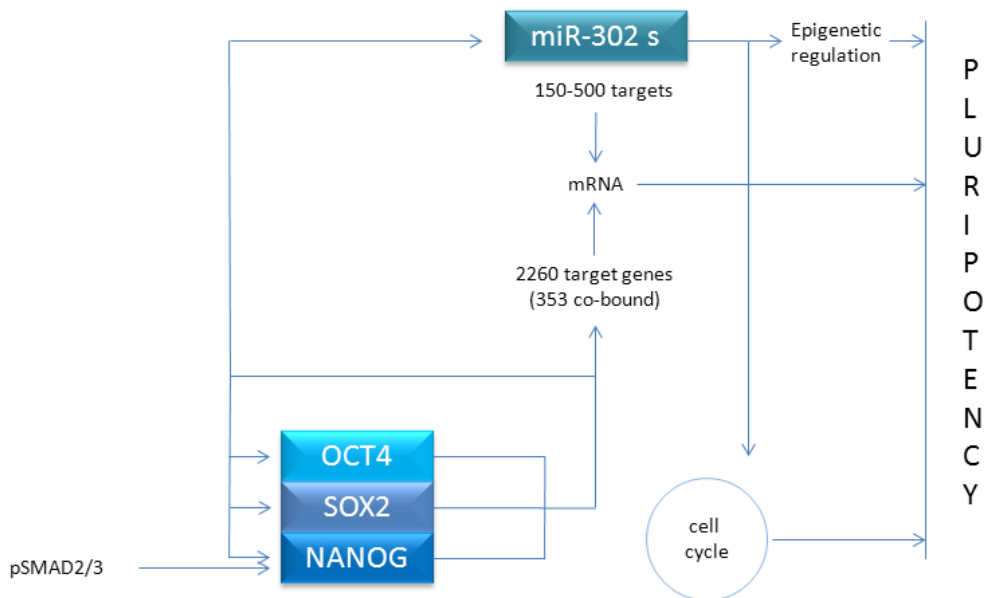 miR-302 s
150-500 targets
Epigenetic
regulation
mRNA
2260 target genes
(353 co-bound)
OCT4
SOX2
NANOG
pSMAD2/3
cell
cycle
P
L
U
R
I
P
O
T
E
N
C
Y